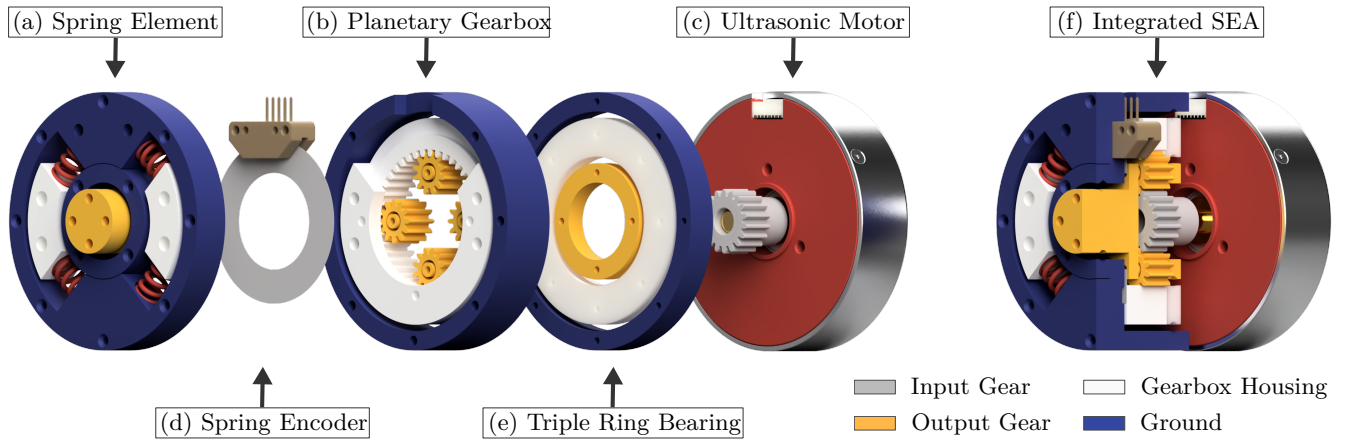 (a) Spring Element
(b) Planetary Gearbox
(c) Ultrasonic Motor
(f) Integrated SEA
(d) Spring Encoder
(e) Triple Ring Bearing
Input Gear
Gearbox Housing
Output Gear
Ground